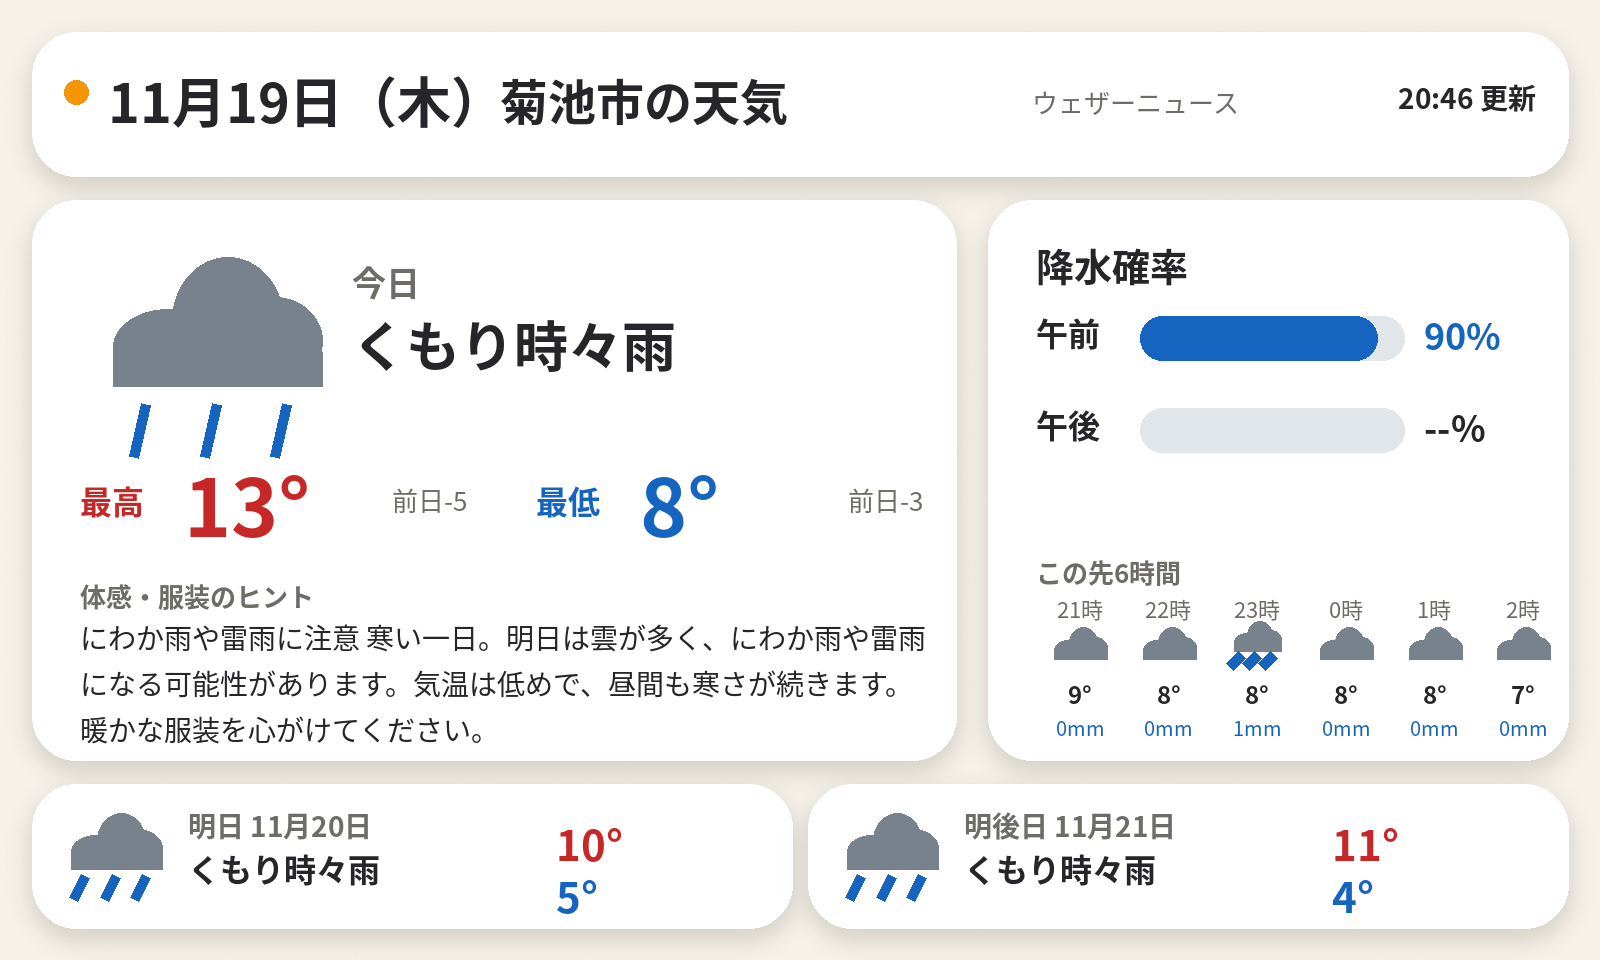 11月19日（木）菊池市の天気
ウェザーニュース
20:46 更新
今日
くもり時々雨
最高 13° 前日-5 最低 8° 前日-3
体感・服装のヒント
にわか雨や雷雨に注意 寒い一日。明日は雲が多く、にわか雨や雷雨
になる可能性があります。気温は低めで、昼間も寒さが続きます。
暖かな服装を心がけてください。
降水確率
午前 90%
午後 --%
この先6時間
21時 22時 23時 0時 1時 2時
9° 8° 8° 8° 8° 7°
0mm 0mm 1mm 0mm 0mm 0mm
明日 11月20日
くもり時々雨
10°
5°
明後日 11月21日
くもり時々雨
11°
4°